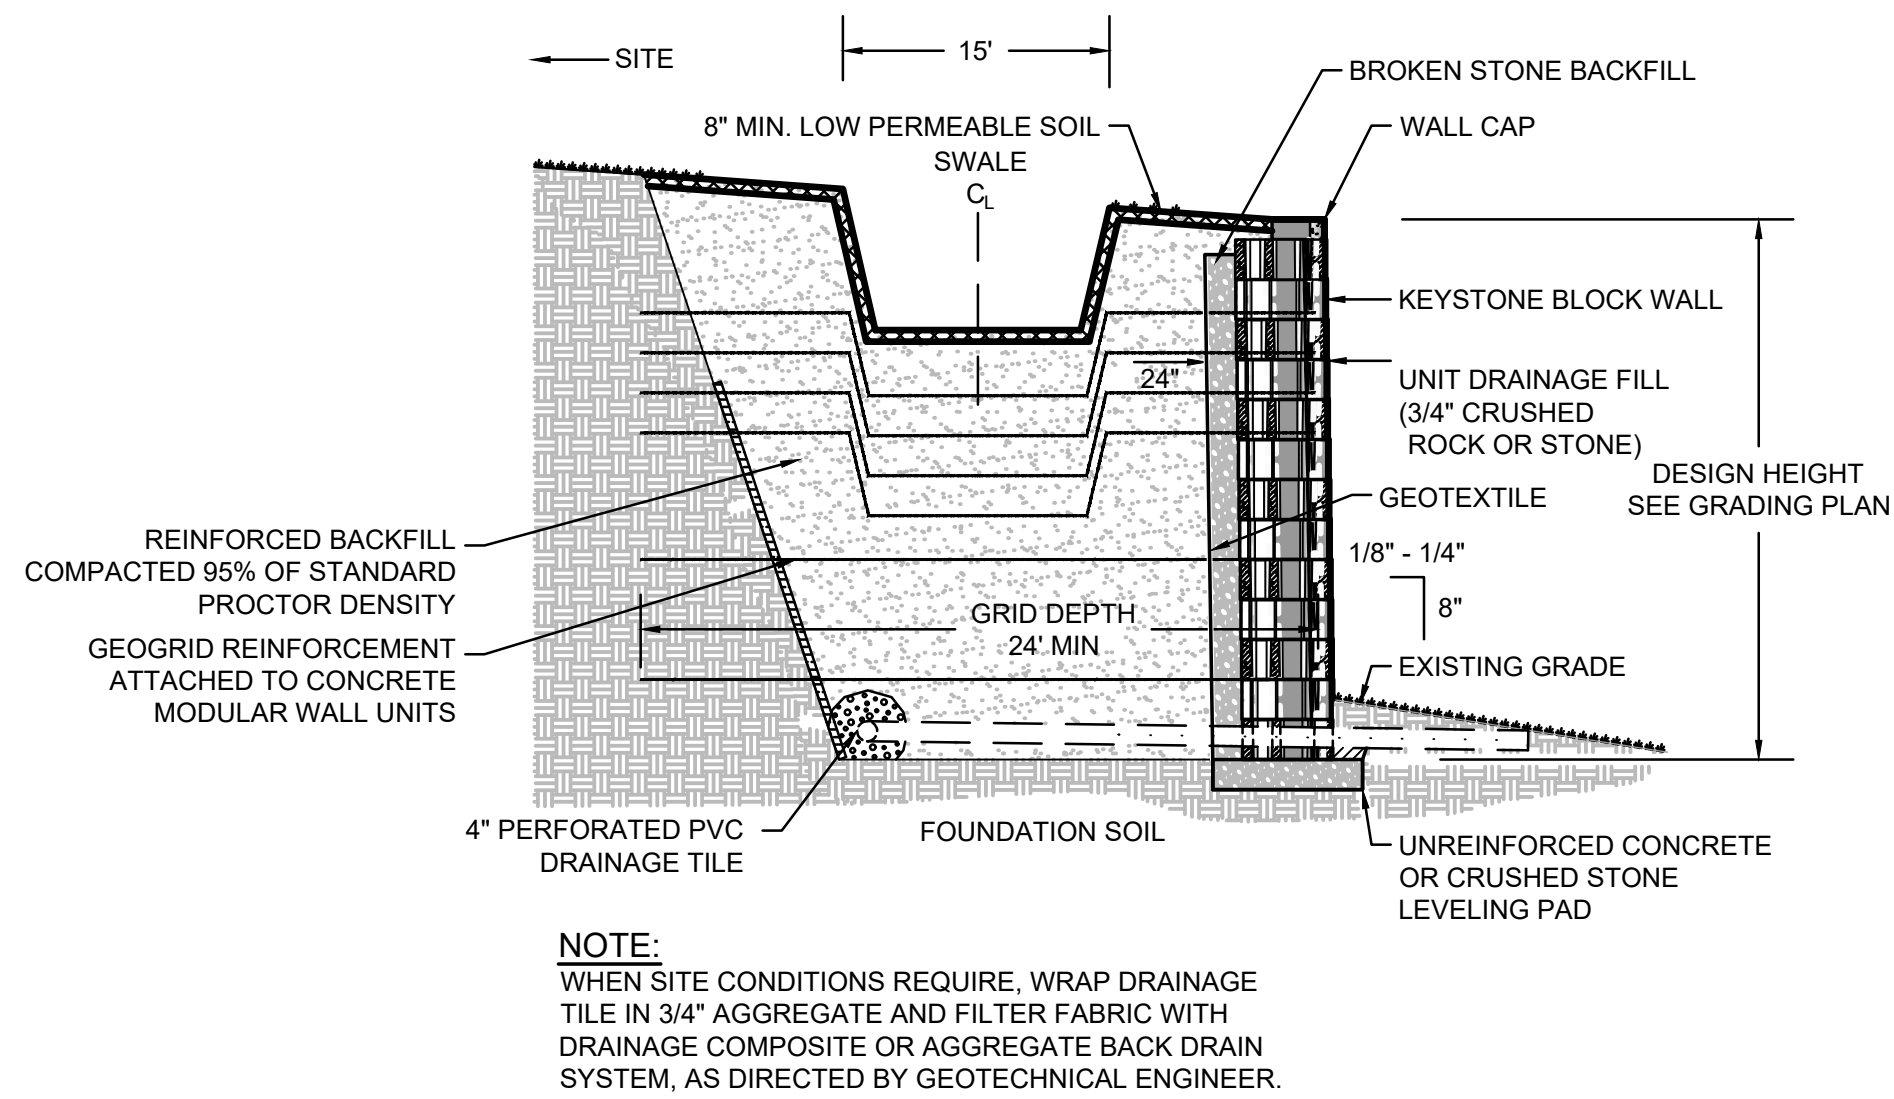 SITE
15'
BROKEN STONE BACKFILL
8" MIN. LOW PERMEABLE SOIL
WALL CAP
SWALE
CL
KEYSTONE BLOCK WALL
24"
UNIT DRAINAGE FILL
(3/4" CRUSHED
ROCK OR STONE)
DESIGN HEIGHT
SEE GRADING PLAN
GEOTEXTILE
REINFORCED BACKFILL
COMPACTED 95% OF STANDARD
PROCTOR DENSITY
1/8" - 1/4"
8"
GRID DEPTH
24' MIN
GEOGRID REINFORCEMENT
ATTACHED TO CONCRETE
MODULAR WALL UNITS
EXISTING GRADE
4" PERFORATED PVC
DRAINAGE TILE
FOUNDATION SOIL
UNREINFORCED CONCRETE
OR CRUSHED STONE
LEVELING PAD
NOTE:
WHEN SITE CONDITIONS REQUIRE, WRAP DRAINAGE
TILE IN 3/4" AGGREGATE AND FILTER FABRIC WITH
DRAINAGE COMPOSITE OR AGGREGATE BACK DRAIN
SYSTEM, AS DIRECTED BY GEOTECHNICAL ENGINEER.